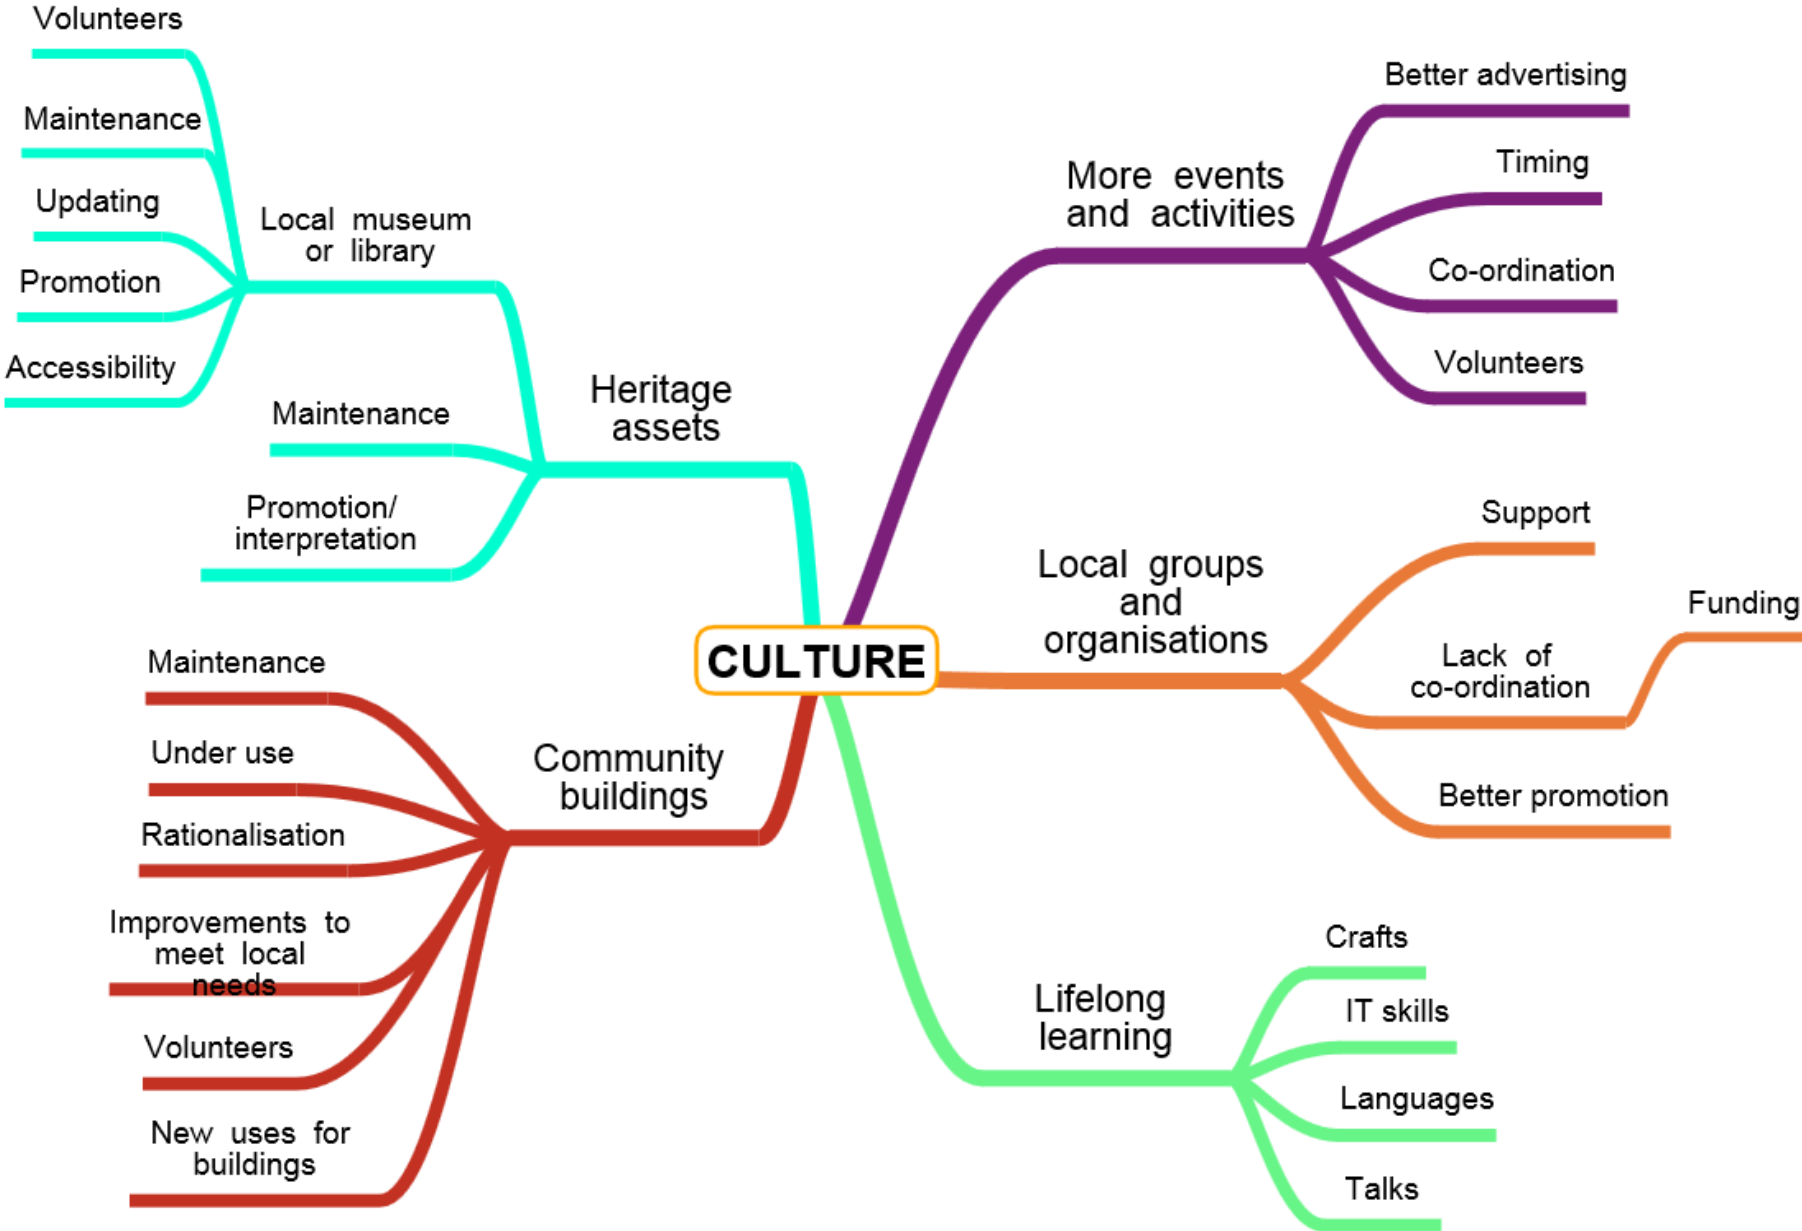 Volunteers
Maintenance
Updating
Promotion
Accessibility
Local museum
or library
Maintenance
Promotion/
interpretation
Heritage
assets
Maintenance
Under use
Rationalisation
Improvements to
meet local
needs
Volunteers
New uses for
buildings
Community
buildings
CULTURE
More events
and activities
Better advertising
Timing
Co-ordination
Volunteers
Local groups
and
organisations
Support
Lack of
co-ordination
Funding
Better promotion
Lifelong
learning
Crafts
IT skills
Languages
Talks